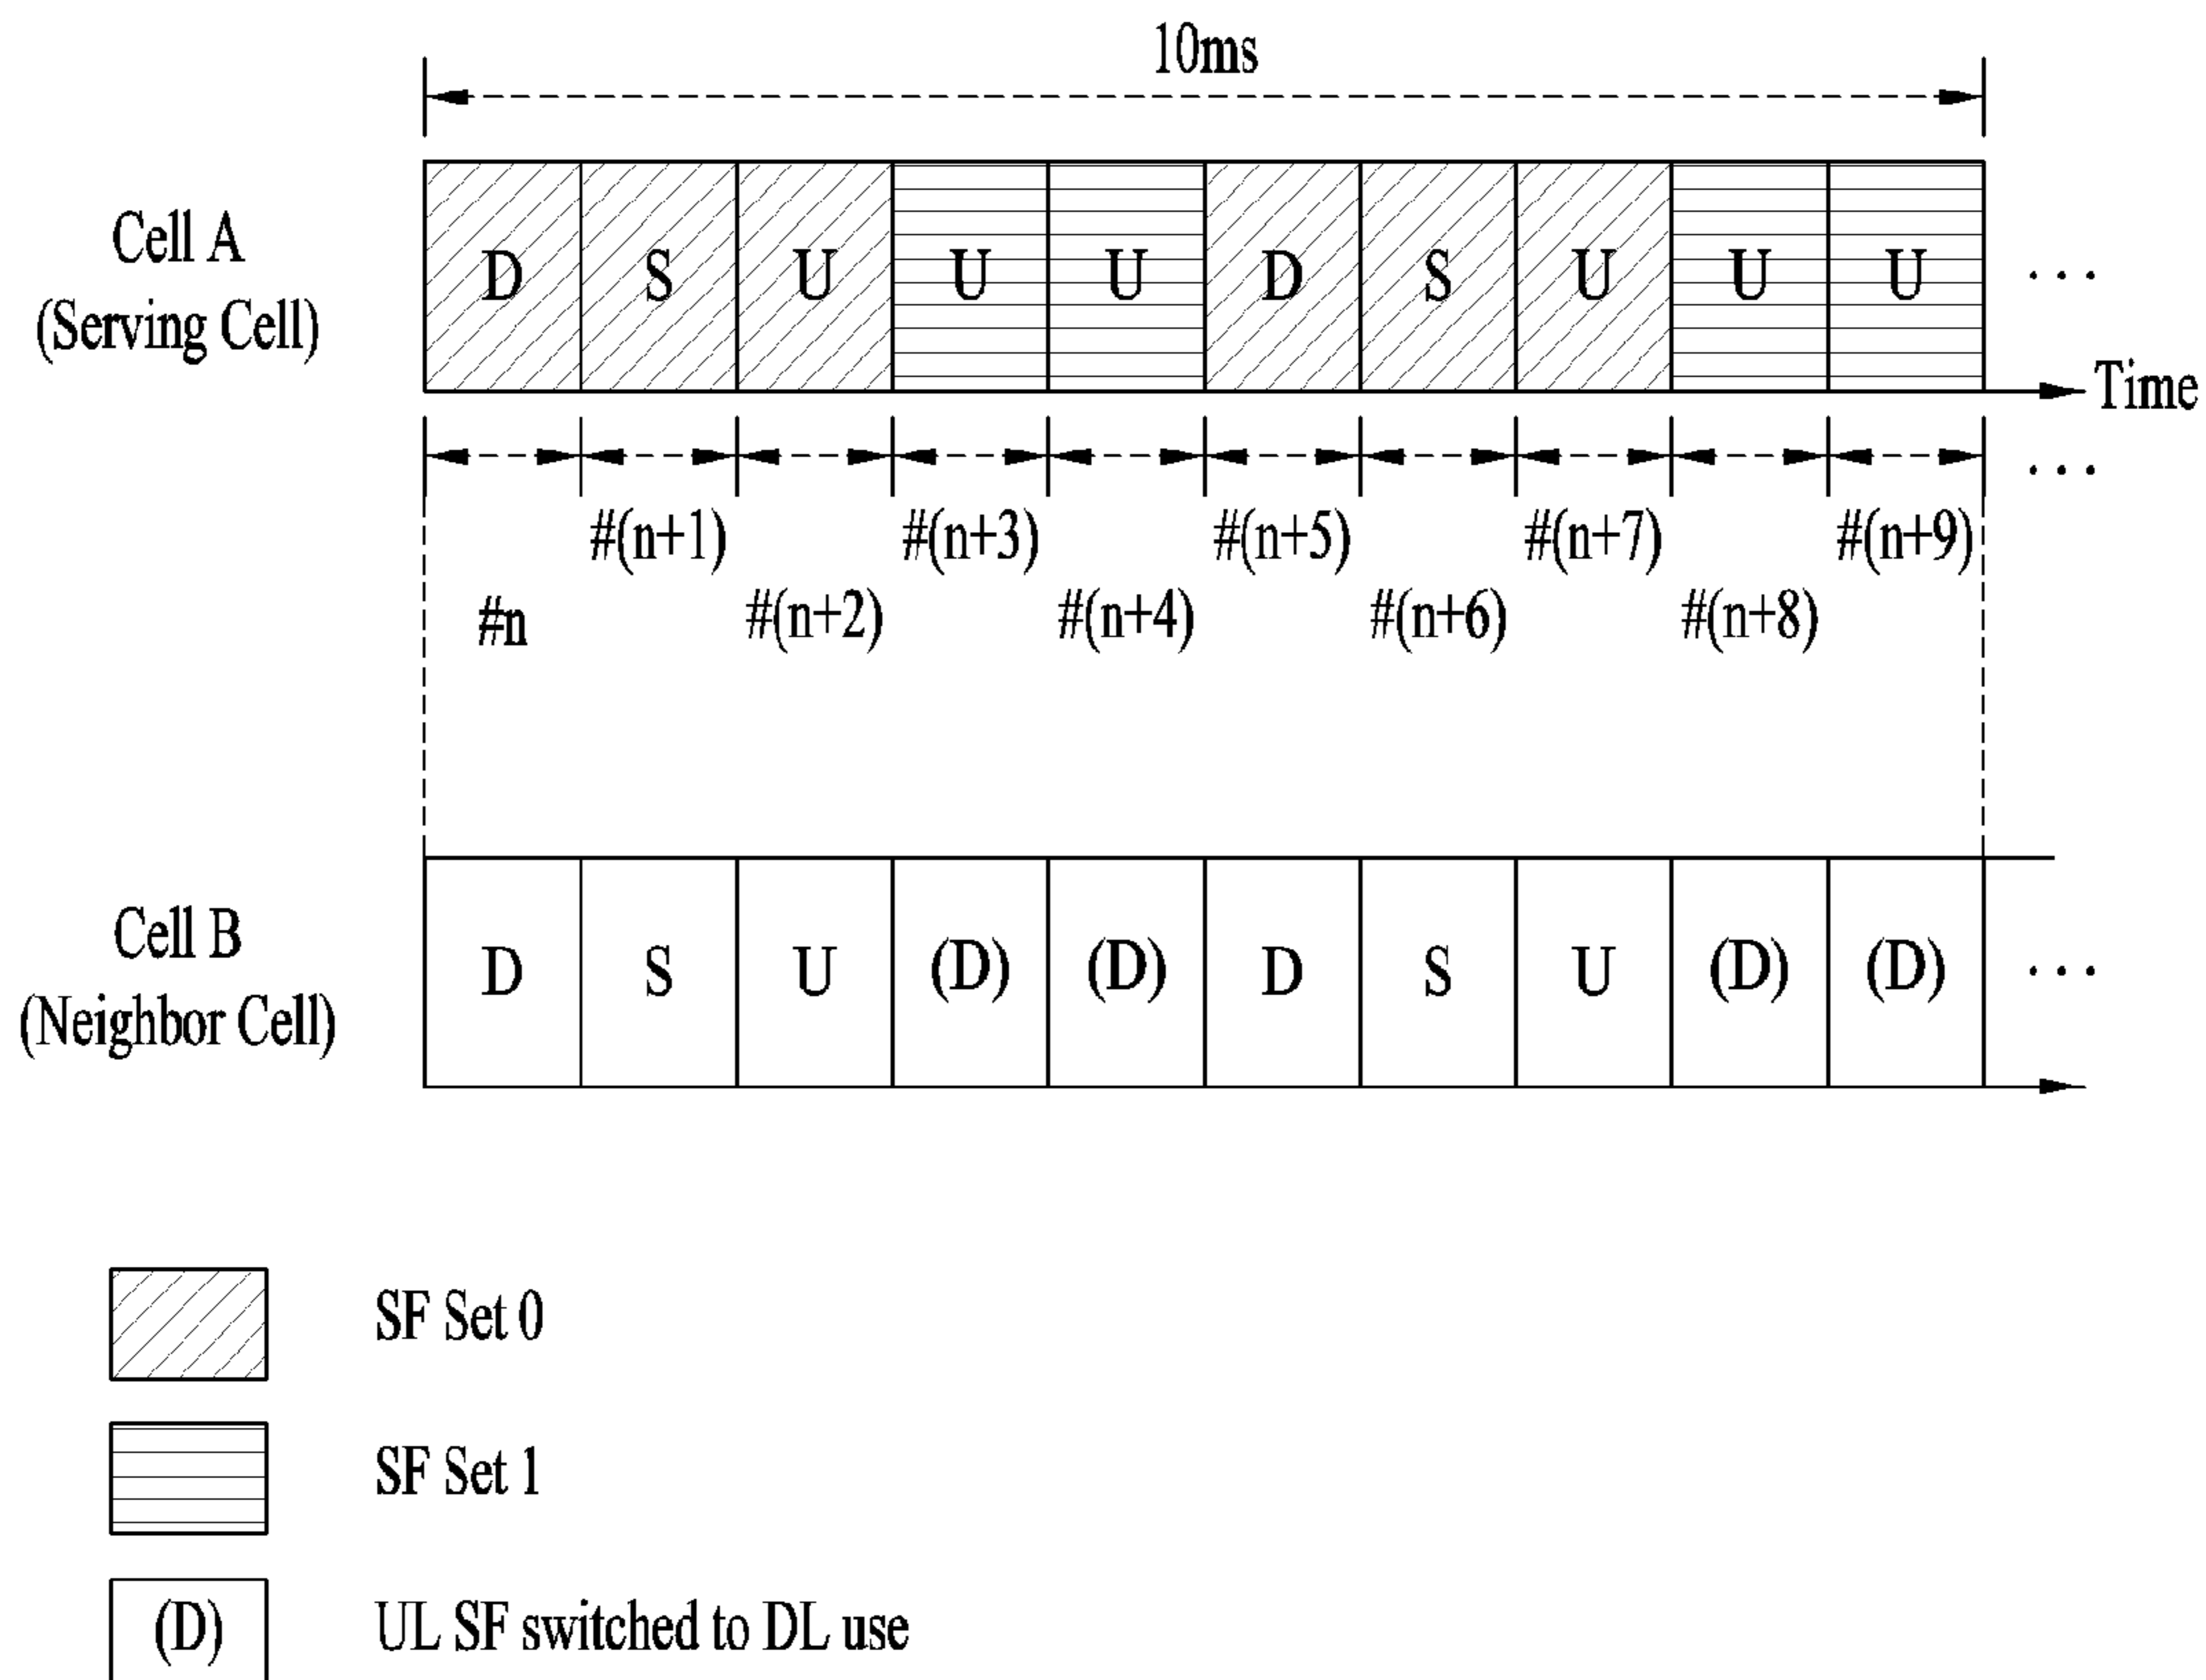 10ms
Cell A
(Serving Cell)
D S U U U D S U U U ...
Time
...
#(n+1) #(n+3) #(n+5) #(n+7) #(n+9)
#n #(n+2) #(n+4) #(n+6) #(n+8)
Cell B
(Neighbor Cell)
D S U (D) (D) D S U (D) (D) ...
SF Set 0
SF Set 1
(D) UL SF switched to DL use